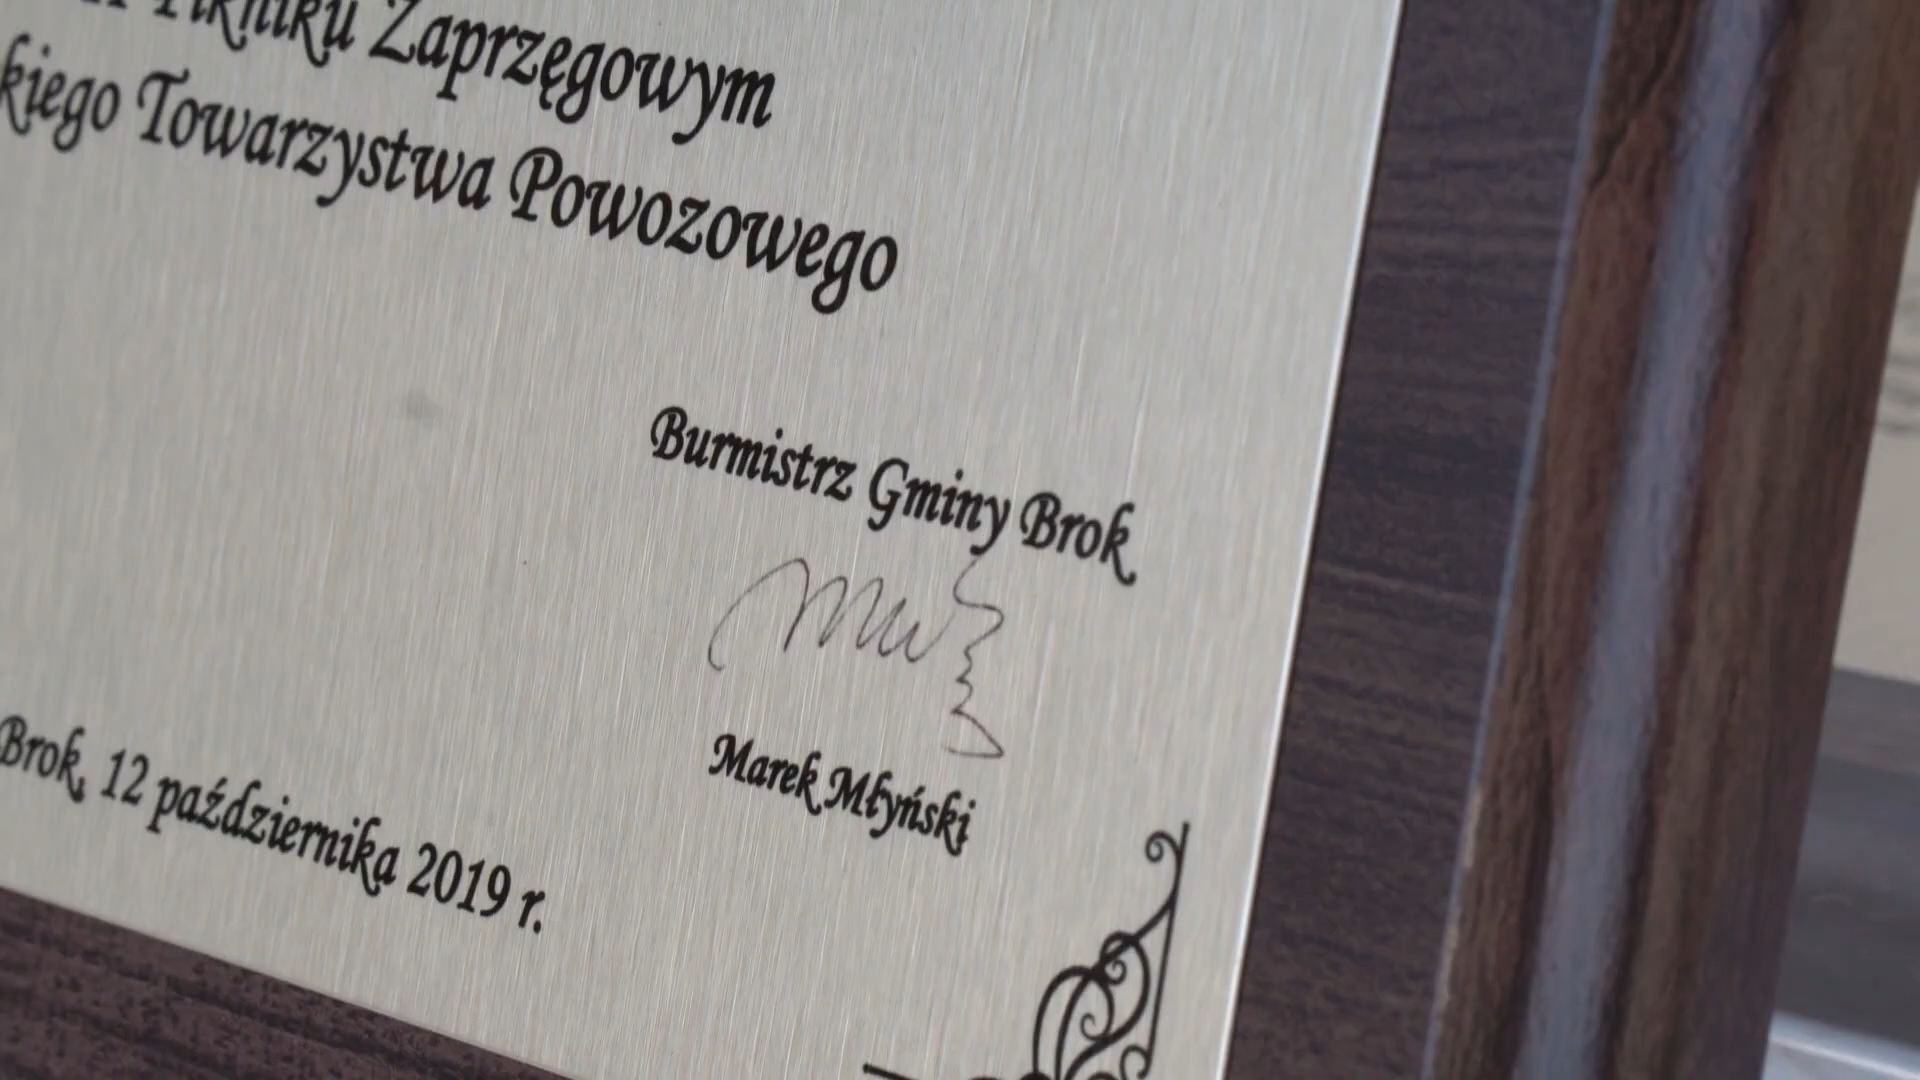 Pikniku Zaprzęgowym
kiego Towarzystwa Powozowego
Burmistrz Gminy Brok
Marek Młyński
Brok, 12 października 2019 r.